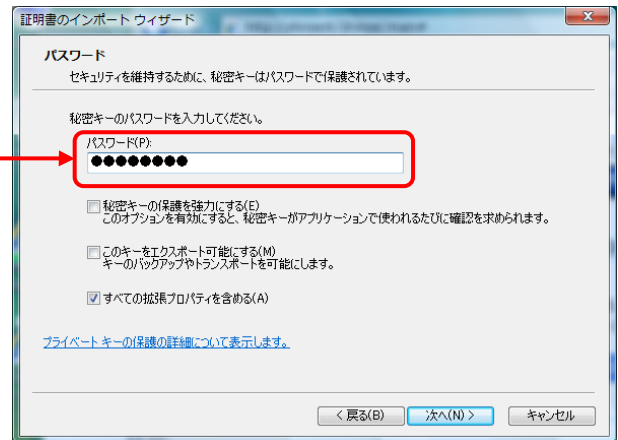 証明書のインポート ウィザード
パスワード
セキュリティを維持するために、秘密キーはパスワードで保護されています。
秘密キーのパスワードを入力してください。
パスワード(P):
●●●●●●●●
秘密キーの保護を強力にする(E)
このオプションを有効にすると、秘密キーがアプリケーションで使われるたびに確認を求められます。
このキーをエクスポート可能にする(M)
キーのバックアップやトランスポートを可能にします。
すべての拡張プロパティを含める(A)
プライベート キーの保護の詳細について表示します。
< 戻る(B)
次へ(N) >
キャンセル